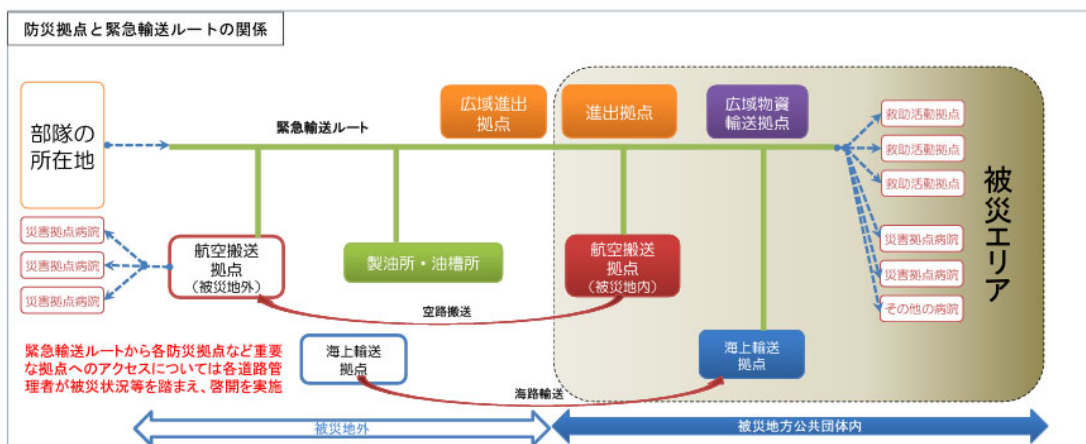 防災拠点と緊急輸送ルートの関係
部隊の
所在地
緊急輸送ルート
広域進出
拠点
進出拠点
広域物資
輸送拠点
救助活動拠点
救助活動拠点
救助活動拠点
災害拠点病院
災害拠点病院
その他の病院
被災エリア
災害拠点病院
災害拠点病院
災害拠点病院
航空搬送
拠点
（被災地外）
製油所・油槽所
航空搬送
拠点
（被災地内）
空路搬送
緊急輸送ルートから各防災拠点など重要
な拠点へのアクセスについては各道路管
理者が被災状況等を踏まえ、啓開を実施
海上輸送
拠点
海上輸送
拠点
海路輸送
被災地外
被災地方公共団体内